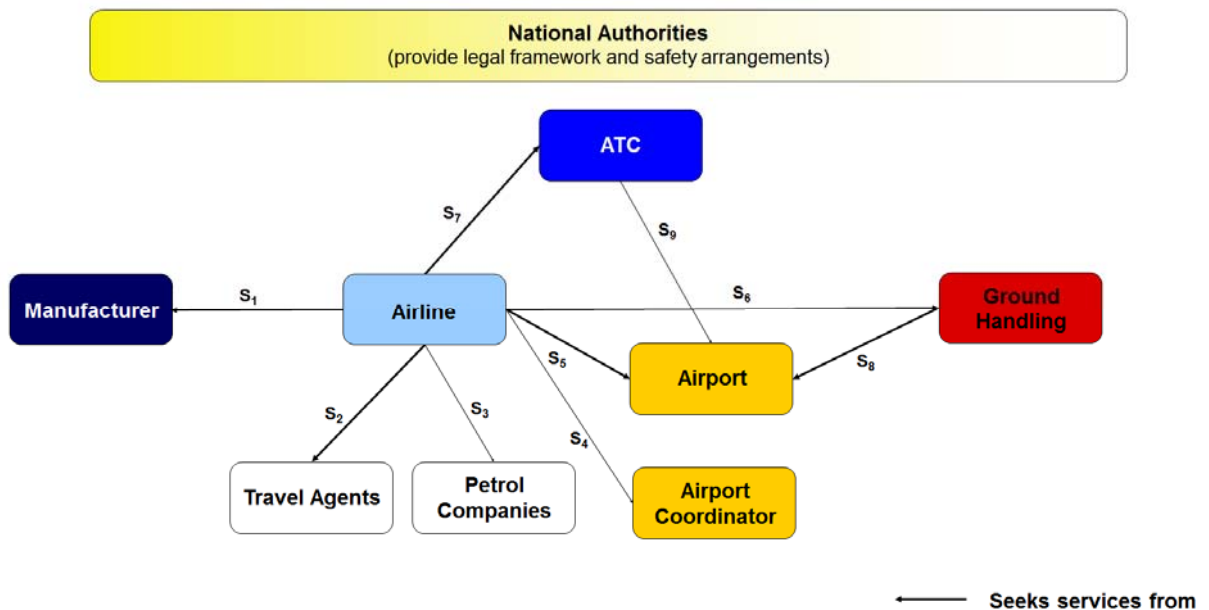 National Authorities
(provide legal framework and safety arrangements)
ATC
S7
S9
Manufacturer
S1
Airline
S6
Ground
Handling
S5
Airport
S8
S2
S3
S4
Travel Agents
Petrol
Companies
Airport
Coordinator
Seeks services from